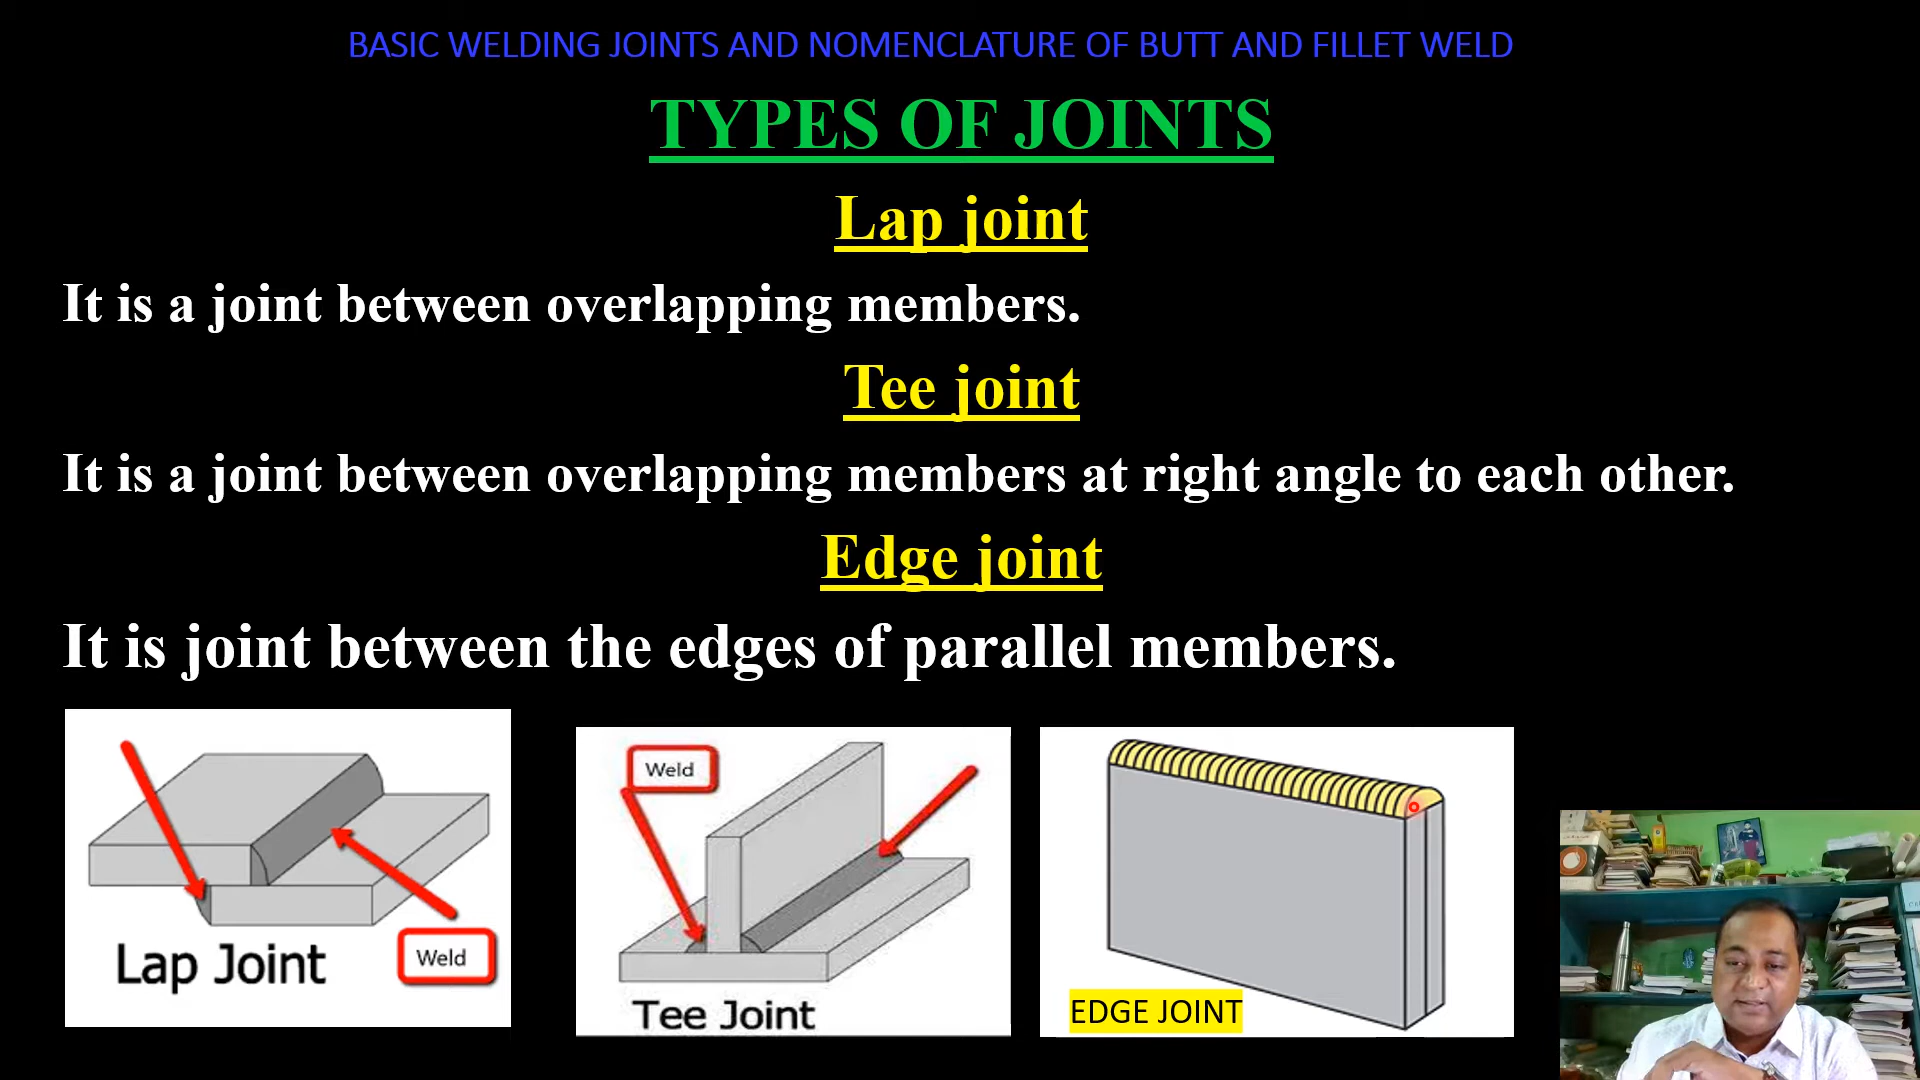 BASIC WELDING JOINTS AND NOMENCLATURE OF BUTT AND FILLET WELD
TYPES OF JOINTS
Lap joint
It is a joint between overlapping members.
Tee joint
It is a joint between overlapping members at right angle to each other.
Edge joint
It is joint between the edges of parallel members.
Weld
Lap Joint
Weld
Tee Joint
EDGE JOINT